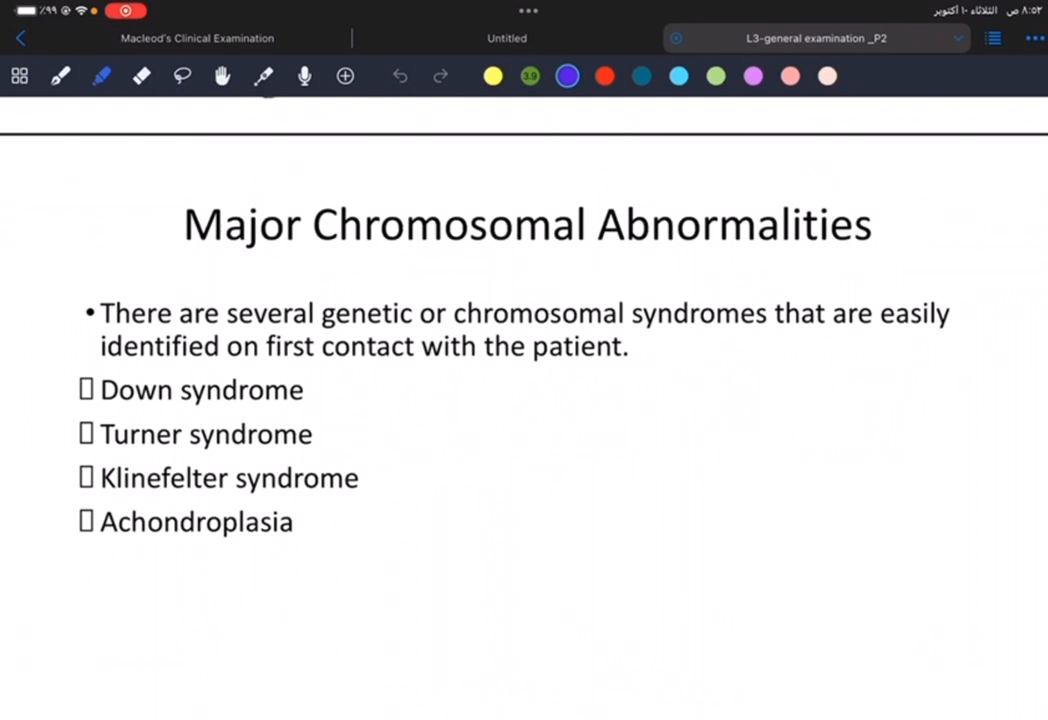 ٪٩٩
٨:٥٢ ص الثلاثاء ١٠ أكتوبر
Macleod's Clinical Examination
Untitled
L3-general examination _P2
3.9
Major Chromosomal Abnormalities
• There are several genetic or chromosomal syndromes that are easily
identified on first contact with the patient.
Down syndrome
Turner syndrome
Klinefelter syndrome
Achondroplasia